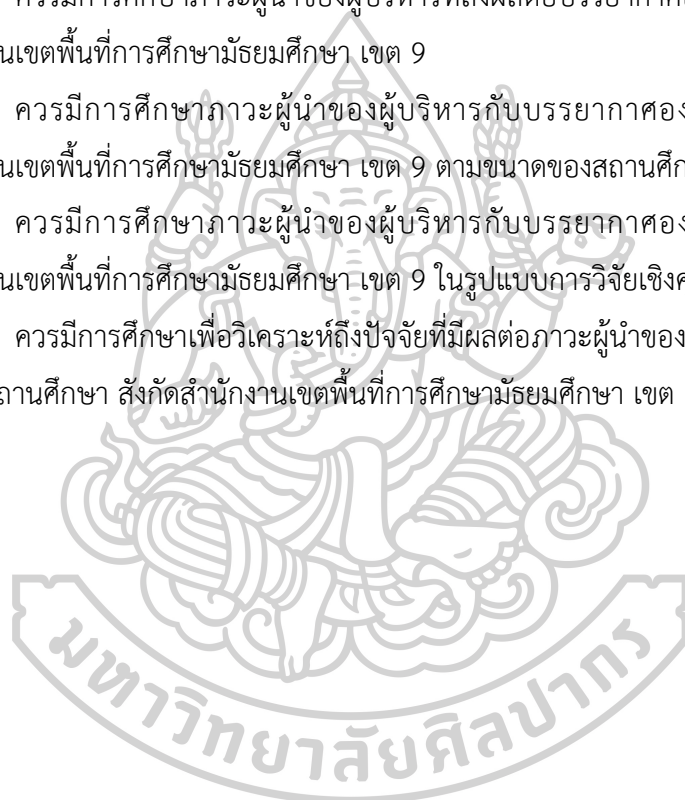 ควรมีการศึกษาภาวะผู้นำของผู้บริหารที่ส่งผลต่อบรรยากาศ
นเขตพื้นที่การศึกษามัธยมศึกษา เขต 9
ควรมีการศึกษาภาวะผู้นำของผู้บริหารกับบรรยากาศอง
นเขตพื้นที่การศึกษามัธยมศึกษา เขต 9 ตามขนาดของสถานศึก
ควรมีการศึกษาภาวะผู้นำของผู้บริหารกับบรรยากาศอง
นเขตพื้นที่การศึกษามัธยมศึกษา เขต 9 ในรูปแบบการวิจัยเชิงค
ควรมีการศึกษาเพื่อวิเคราะห์ถึงปัจจัยที่มีผลต่อภาวะผู้นำของ
ถานศึกษา สังกัดสำนักงานเขตพื้นที่การศึกษามัธยมศึกษา เขต
มหาวิทยาลัยศิลปากร